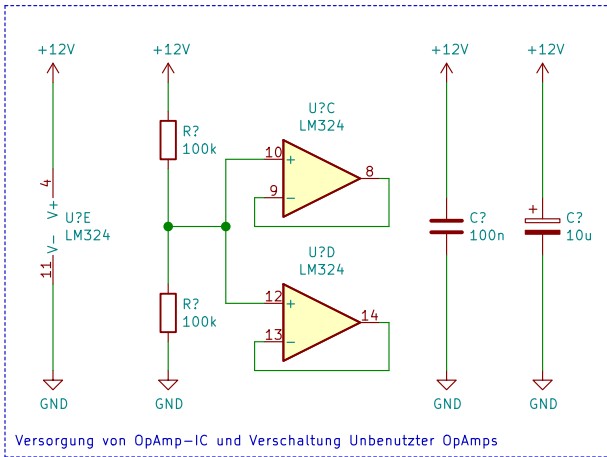 +12V
+12V
+12V
+12V
4
V+
U?E
LM324
V-
11
GND
R?
100k
R?
100k
GND
U?C
LM324
10
+
9
-
8
U?D
LM324
12
+
13
-
14
C?
100n
GND
+
C?
10u
GND
Versorgung von OpAmp-IC und Verschaltung Unbenutzter OpAmps